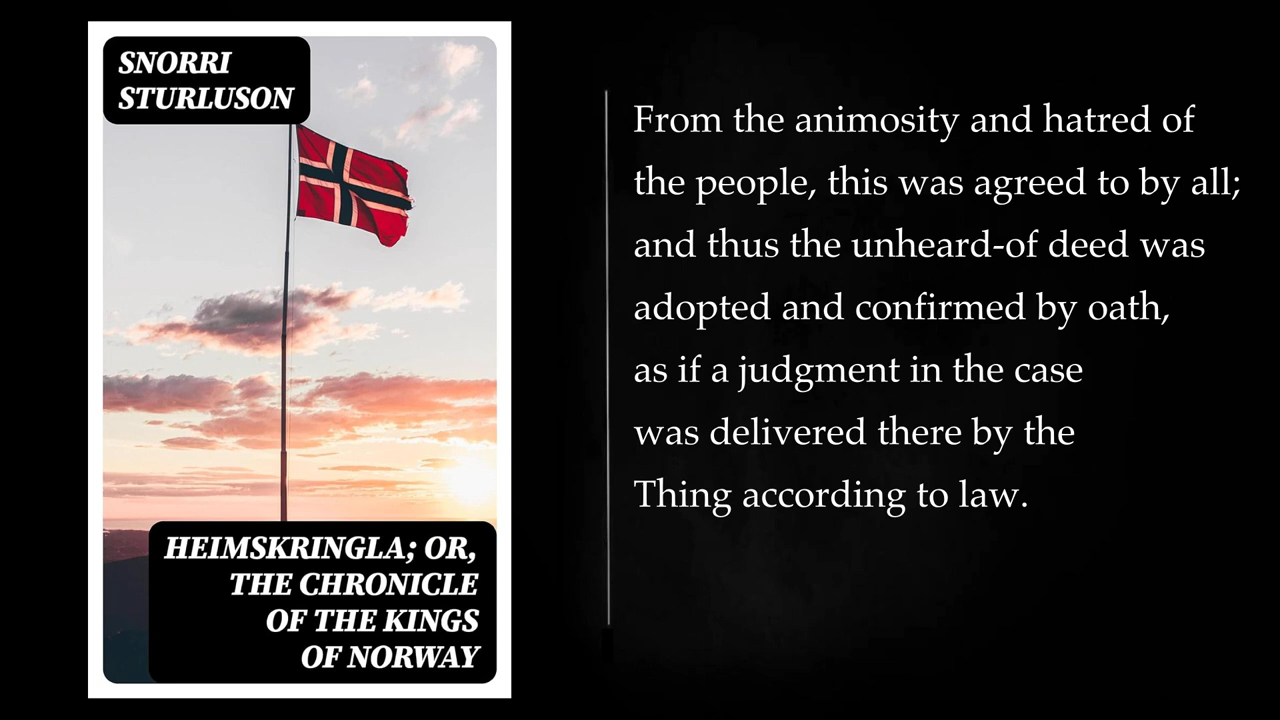 SNORRI
STURLUSON
HEIMSKRINGLA; OR,
THE CHRONICLE
OF THE KINGS
OF NORWAY
From the animosity and hatred of
the people, this was agreed to by all;
and thus the unheard-of deed was
adopted and confirmed by oath,
as if a judgment in the case
was delivered there by the
Thing according to law.